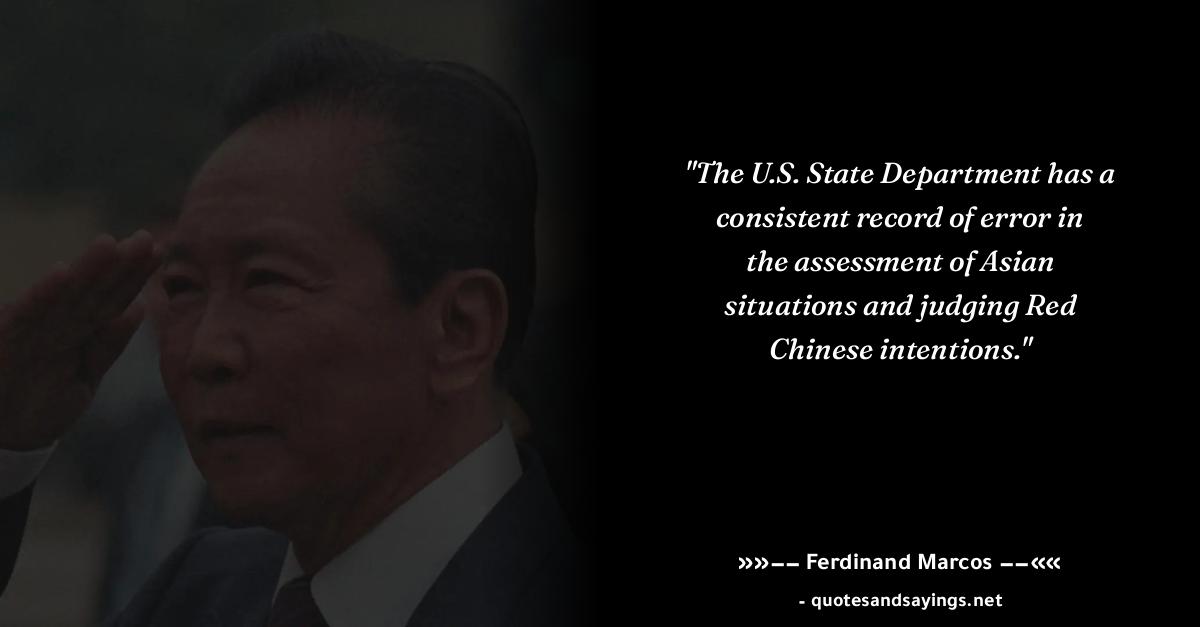 "The U.S. State Department has a
consistent record of error in
the assessment of Asian
situations and judging Red
Chinese intentions."
»»–– Ferdinand Marcos ––««
- quotesandsayings.net